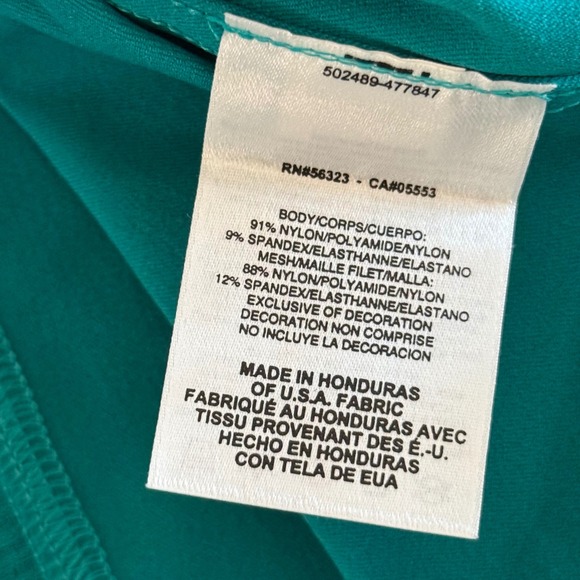 502489-477847
RN#56323 - CA#05553
BODY/CORPS/CUERPO:
91% NYLON/POLYAMIDE/NYLON
9% SPANDEX/ELASTHANNE/ELASTANO
MESH/MAILLE FILET/MALLA:
88% NYLON/POLYAMIDE/NYLON
12% SPANDEX/ELASTHANNE/ELASTANO
EXCLUSIVE OF DECORATION
DECORATION NON COMPRISE
NO INCLUYE LA DECORACION
MADE IN HONDURAS
OF U.S.A. FABRIC
FABRIQUÉ AU HONDURAS AVEC
TISSU PROVENANT DES É.-U.
HECHO EN HONDURAS
CON TELA DE EUA